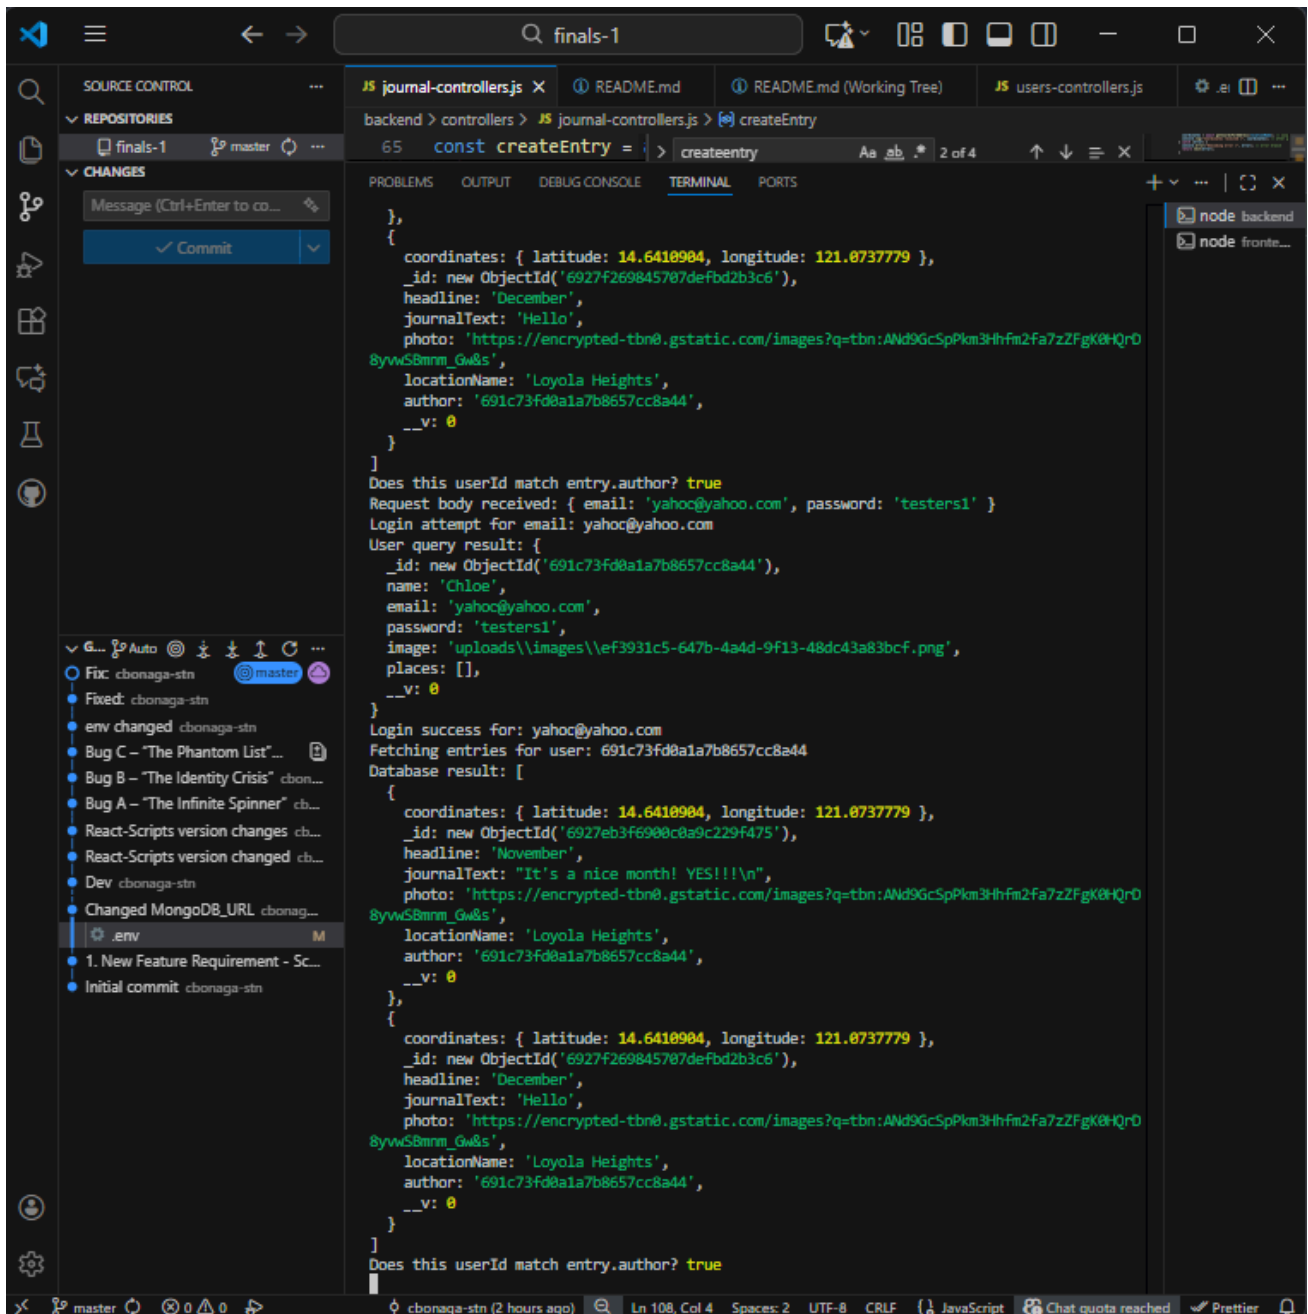 finals-1
SOURCE CONTROL
REPOSITORIES
finals-1 master
CHANGES
Message (Ctrl+Enter to co...
Commit
G... Auto
Fix: cbonaga-stn master
Fixed: cbonaga-stn
env changed cbonaga-stn
Bug C – "The Phantom List"...
Bug B – "The Identity Crisis" cbon...
Bug A – "The Infinite Spinner" cb...
React-Scripts version changes cb...
React-Scripts version changed cb...
Dev cbonaga-stn
Changed MongoDB_URL cbonag...
.env M
1. New Feature Requirement - Sc...
Initial commit cbonaga-stn
JS journal-controllers.js README.md README.md (Working Tree) JS users-controllers.js .e
backend > controllers > JS journal-controllers.js > createEntry
65 const createEntry =
createentry Aa ab .* 2 of 4
PROBLEMS OUTPUT DEBUG CONSOLE TERMINAL PORTS
node backend
node fronte...
},
{
coordinates: { latitude: 14.6410904, longitude: 121.0737779 },
_id: new ObjectId('6927f269845707defbd2b3c6'),
headline: 'December',
journalText: 'Hello',
photo: 'https://encrypted-tbn0.gstatic.com/images?q=tbn:ANd9GcSpPkm3Hhfm2fa7zZFgK0HQrD
8yvwSBmnm_Gw&s',
locationName: 'Loyola Heights',
author: '691c73fd0a1a7b8657cc8a44',
__v: 0
}
]
Does this userId match entry.author? true
Request body received: { email: 'yahoc@yahoo.com', password: 'testers1' }
Login attempt for email: yahoc@yahoo.com
User query result: {
_id: new ObjectId('691c73fd0a1a7b8657cc8a44'),
name: 'Chloe',
email: 'yahoc@yahoo.com',
password: 'testers1',
image: 'uploads\\images\\ef3931c5-647b-4a4d-9f13-48dc43a83bcf.png',
places: [],
__v: 0
}
Login success for: yahoc@yahoo.com
Fetching entries for user: 691c73fd0a1a7b8657cc8a44
Database result: [
{
coordinates: { latitude: 14.6410904, longitude: 121.0737779 },
_id: new ObjectId('6927eb3f6900c0a9c229f475'),
headline: 'November',
journalText: "It's a nice month! YES!!!\n",
photo: 'https://encrypted-tbn0.gstatic.com/images?q=tbn:ANd9GcSpPkm3Hhfm2fa7zZFgK0HQrD
8yvwSBmnm_Gw&s',
locationName: 'Loyola Heights',
author: '691c73fd0a1a7b8657cc8a44',
__v: 0
},
{
coordinates: { latitude: 14.6410904, longitude: 121.0737779 },
_id: new ObjectId('6927f269845707defbd2b3c6'),
headline: 'December',
journalText: 'Hello',
photo: 'https://encrypted-tbn0.gstatic.com/images?q=tbn:ANd9GcSpPkm3Hhfm2fa7zZFgK0HQrD
8yvwSBmnm_Gw&s',
locationName: 'Loyola Heights',
author: '691c73fd0a1a7b8657cc8a44',
__v: 0
}
]
Does this userId match entry.author? true
master 0 0 cbonaga-stn (2 hours ago) Ln 108, Col 4 Spaces: 2 UTF-8 CRLF {} JavaScript Chat quota reached Prettier